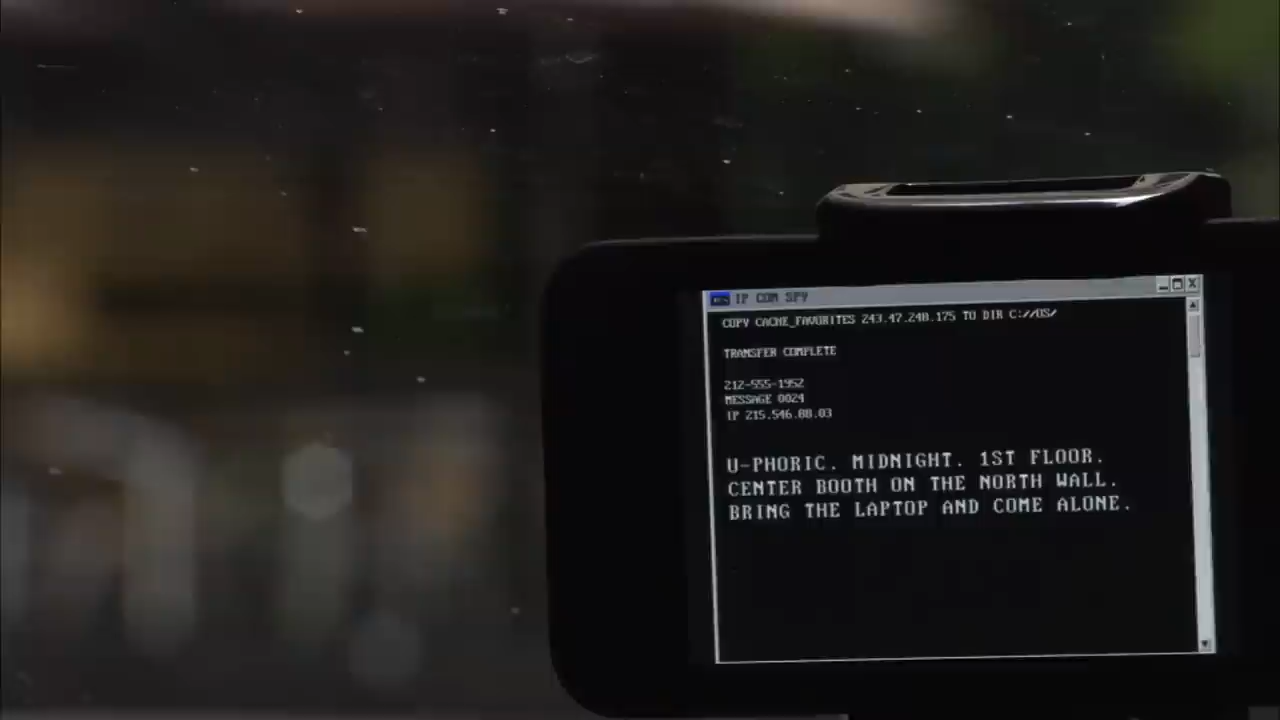 IP COM SPY
COPY CACHE_FAVORITES 243.47.240.175 TO DIR C://OS/
TRANSFER COMPLETE
212-555-1952
MESSAGE 0024
IP 215.546.88.03
U-PHORIC. MIDNIGHT. 1ST FLOOR.
CENTER BOOTH ON THE NORTH WALL.
BRING THE LAPTOP AND COME ALONE.